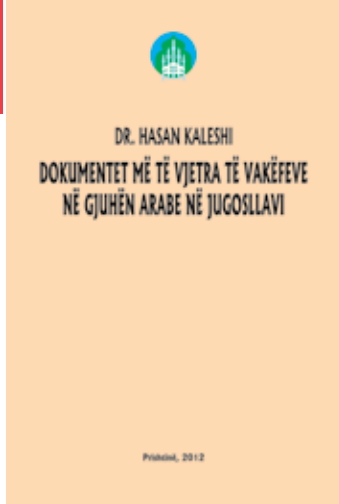 DR. HASAN KALESHI
DOKUMENTET MË TË VJETRA TË VAKËFEVE
NË GJUHËN ARABE NË JUGOSLLAVI
Prishtinë, 2012